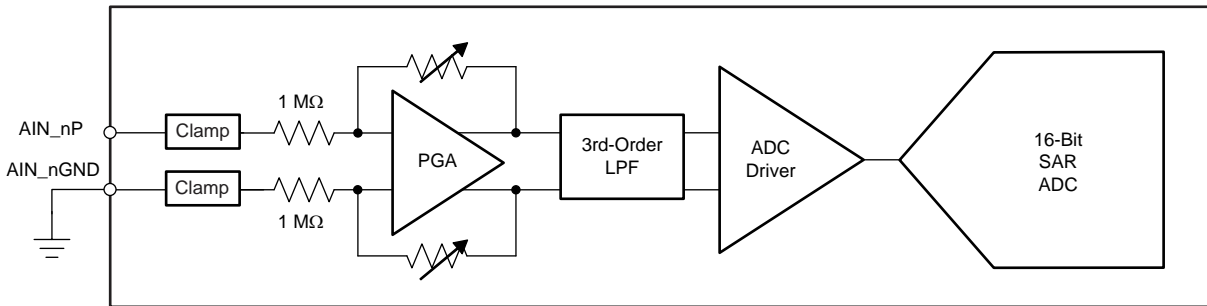 1 MΩ
AIN_nP
Clamp
AIN_nGND
Clamp
1 MΩ
PGA
3rd-Order
LPF
ADC
Driver
16-Bit
SAR
ADC